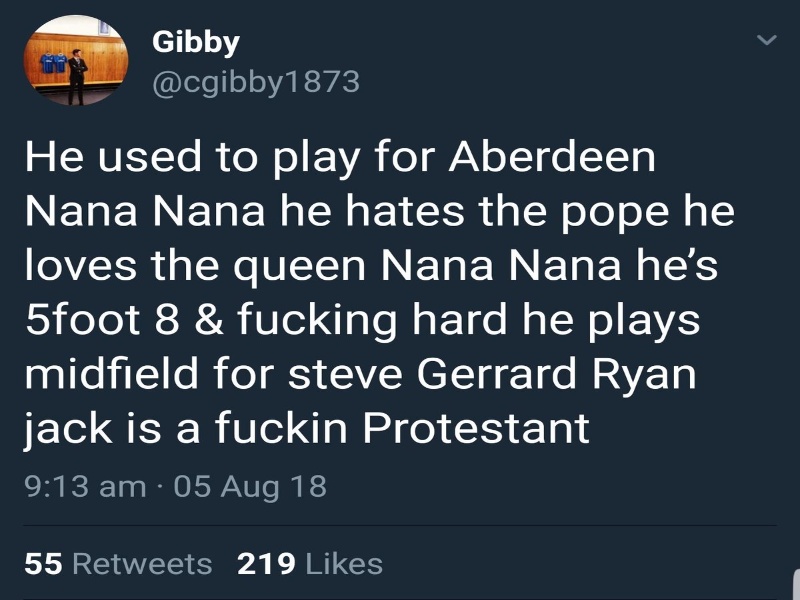 Gibby
@cgibby1873
He used to play for Aberdeen
Nana Nana he hates the pope he
loves the queen Nana Nana he's
5foot 8 & fucking hard he plays
midfield for steve Gerrard Ryan
jack is a fuckin Protestant
9:13 am · 05 Aug 18
55 Retweets 219 Likes